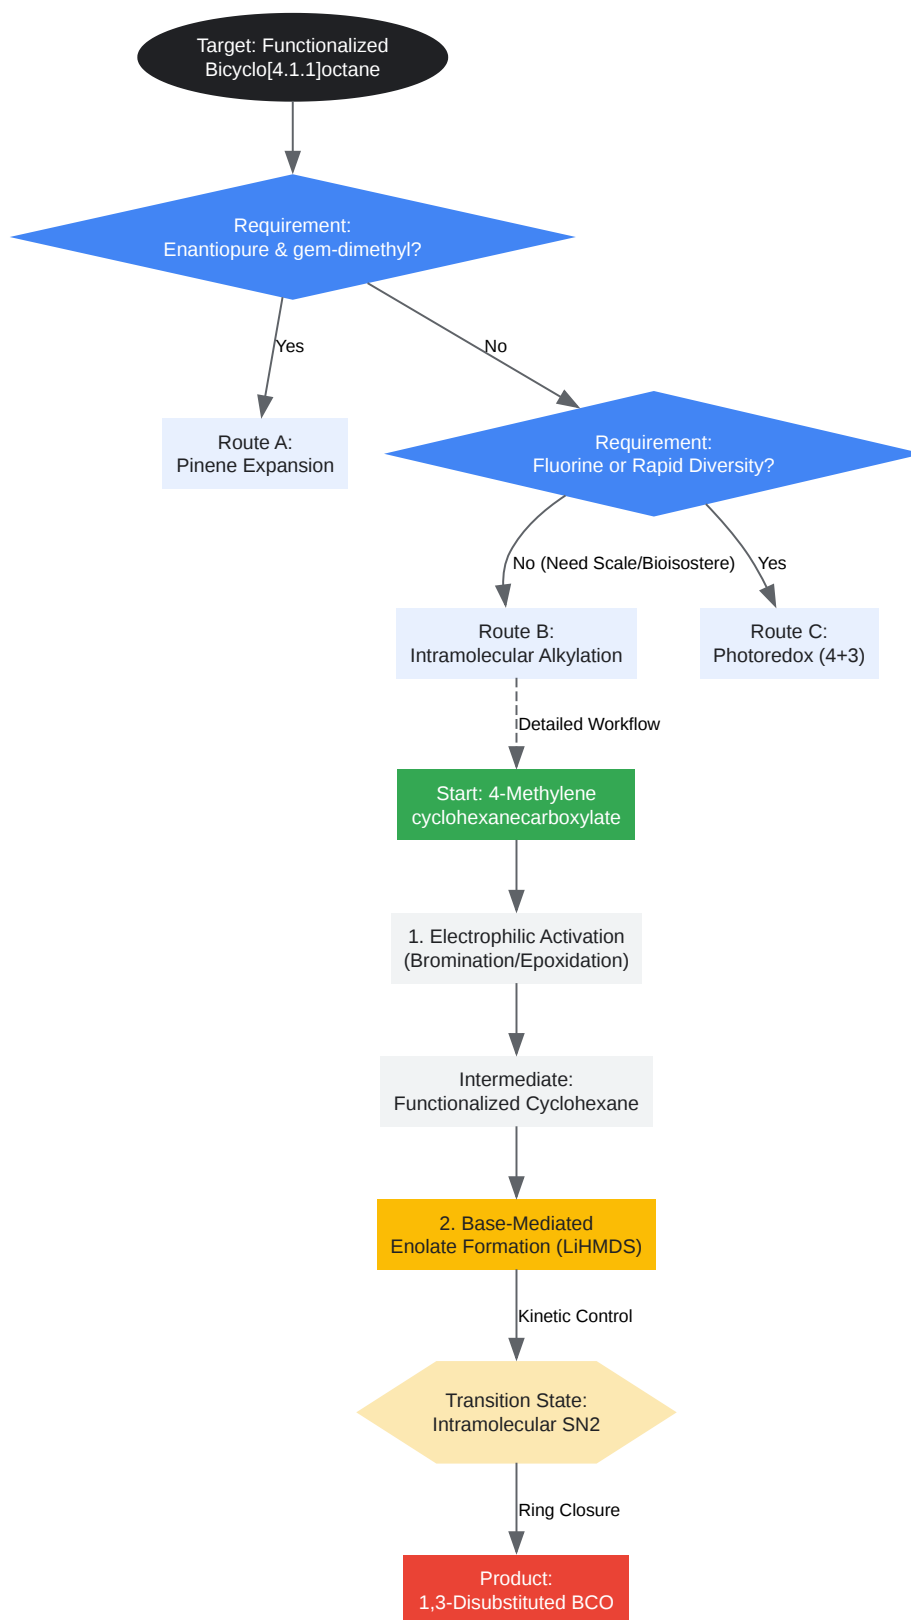 Target: Functionalized
Bicyclo[4.1.1]octane
Requirement:
Enantiopure & gem-dimethyl?
Yes
No
Route A:
Pinene Expansion
Requirement:
Fluorine or Rapid Diversity?
No (Need Scale/Bioisostere)
Yes
Route B:
Intramolecular Alkylation
Route C:
Photoredox (4+3)
Detailed Workflow
Start: 4-Methylene
cyclohexanecarboxylate
1. Electrophilic Activation
(Bromination/Epoxidation)
Intermediate:
Functionalized Cyclohexane
2. Base-Mediated
Enolate Formation (LiHMDS)
Kinetic Control
Transition State:
Intramolecular SN2
Ring Closure
Product:
1,3-Disubstituted BCO